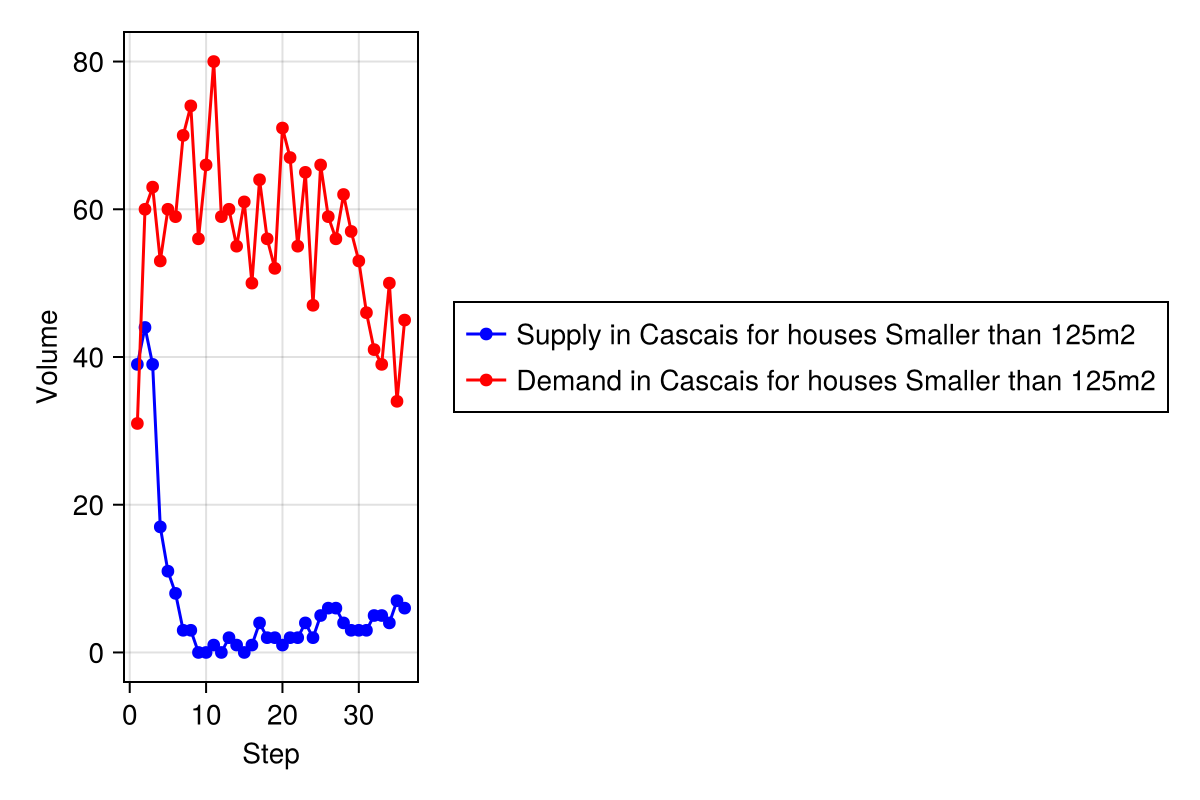 80
60
40
20
0
Volume
0 10 20 30
Step
Supply in Cascais for houses Smaller than 125m2
Demand in Cascais for houses Smaller than 125m2